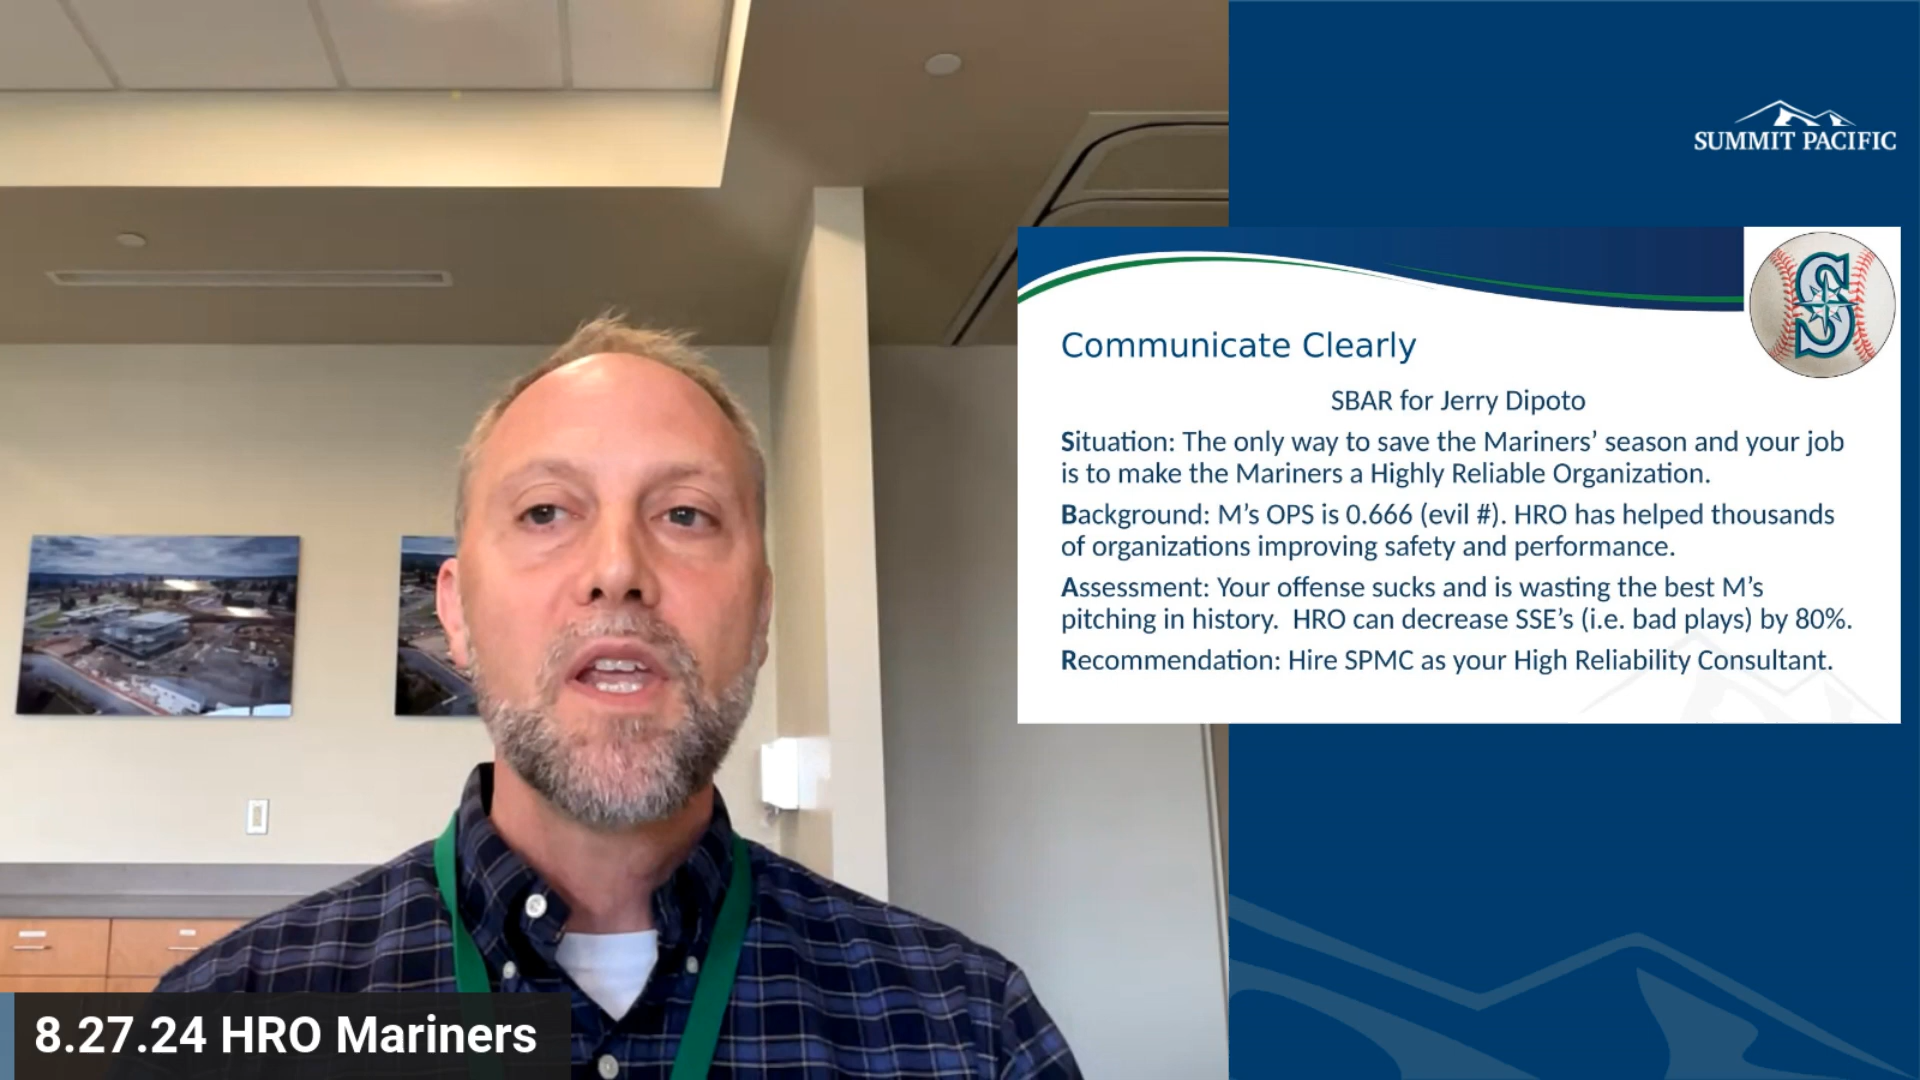 SUMMIT PACIFIC
S
Communicate Clearly
SBAR for Jerry Dipoto
Situation: The only way to save the Mariners’ season and your job
is to make the Mariners a Highly Reliable Organization.
Background: M’s OPS is 0.666 (evil #). HRO has helped thousands
of organizations improving safety and performance.
Assessment: Your offense sucks and is wasting the best M’s
pitching in history.  HRO can decrease SSE’s (i.e. bad plays) by 80%.
Recommendation: Hire SPMC as your High Reliability Consultant.
8.27.24 HRO Mariners